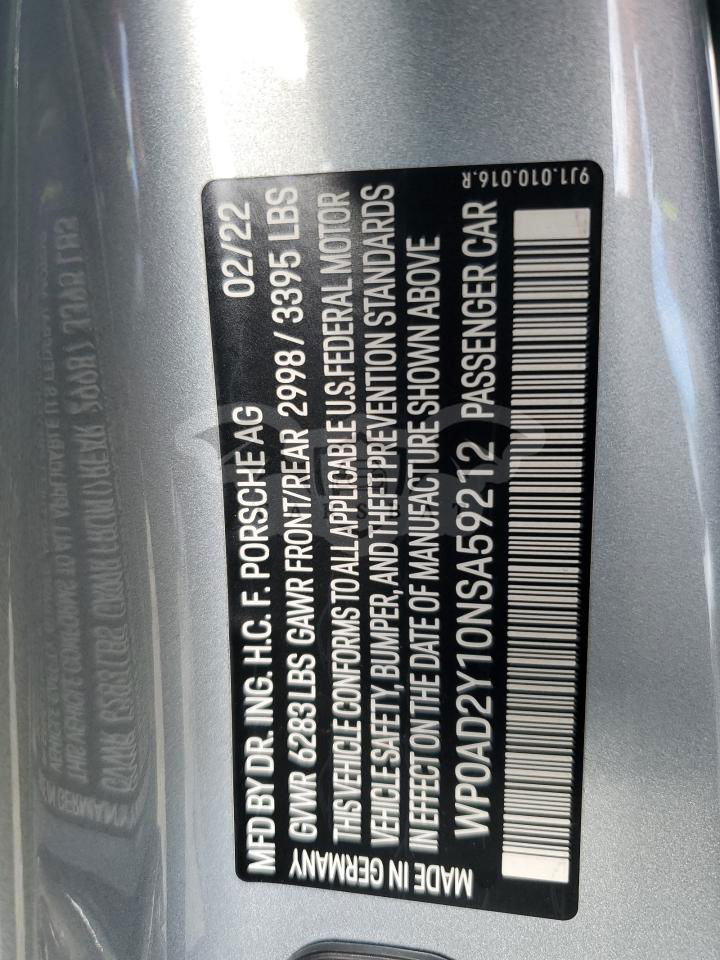 MFD BY DR. ING. H.C. F. PORSCHE AG 02/22
GVWR 6283 LBS GAWR FRONT/REAR 2998 / 3395 LBS
THIS VEHICLE CONFORMS TO ALL APPLICABLE U.S. FEDERAL MOTOR
VEHICLE SAFETY, BUMPER, AND THEFT PREVENTION STANDARDS
IN EFFECT ON THE DATE OF MANUFACTURE SHOWN ABOVE
WP0AD2Y10NSA59212 PASSENGER CAR
MADE IN GERMANY
9J1.010.016.R